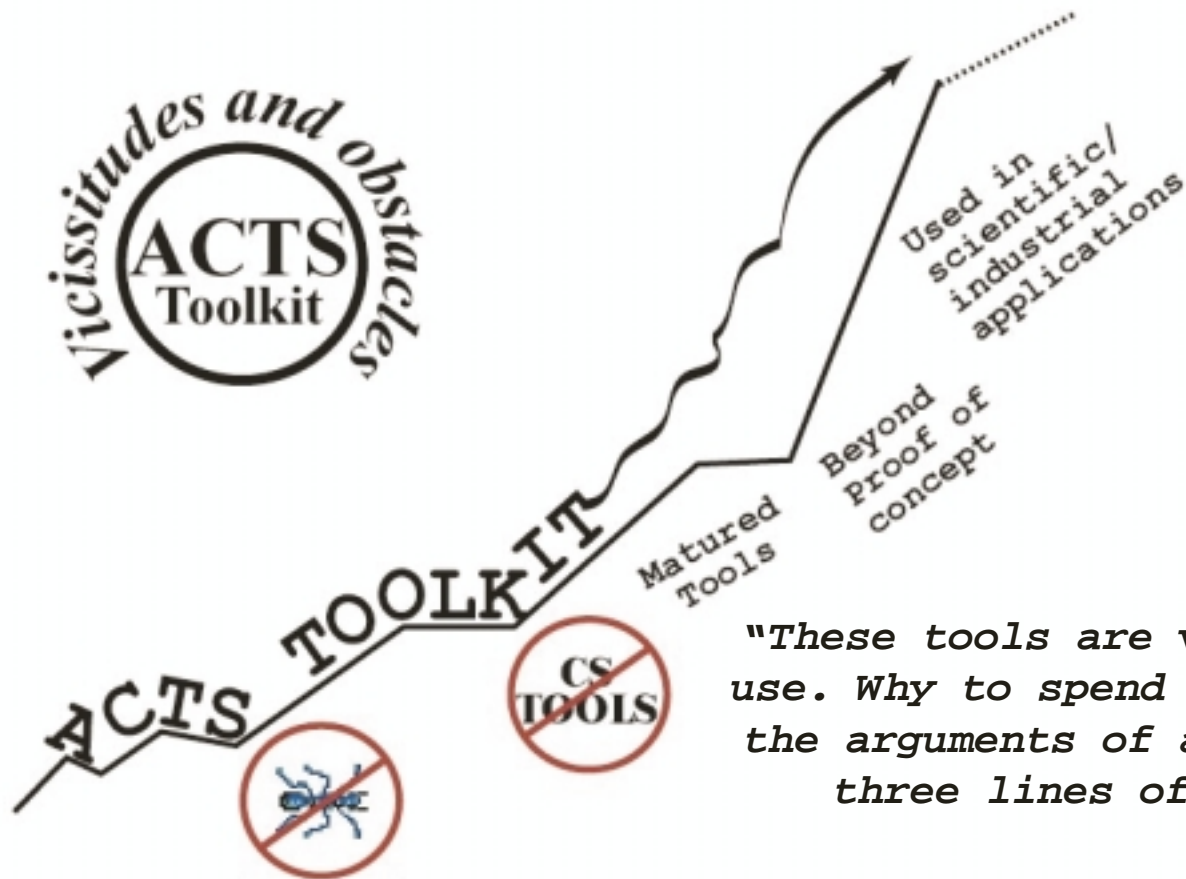 Vicissitudes and obstacles
ACTS
Toolkit
ACTS TOOLKIT
CS
TOOLS
Matured
Tools
Beyond
Proof of
concept
Used in
scientific/
industrial
applications
"These tools are
use. Why to spend
the arguments of
three lines of